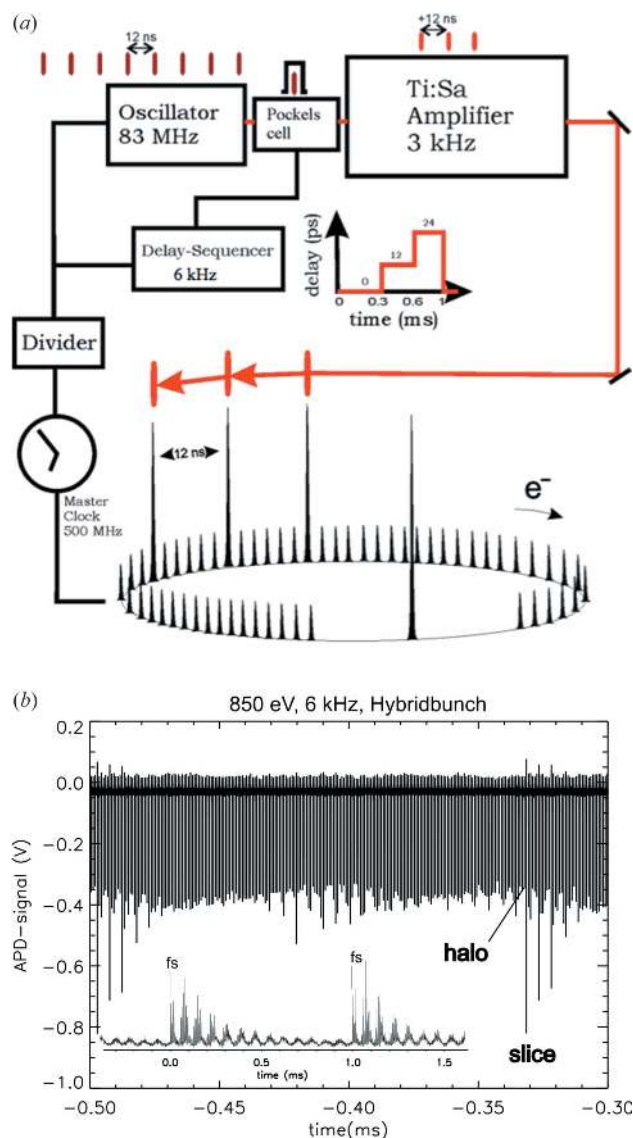 (a)
12 ns
+12 ns
Oscillator
83 MHz
Pockels
cell
Ti:Sa
Amplifier
3 kHz
Delay-Sequencer
6 kHz
delay (ps)
0
12
24
0 0.3 0.6 1
time (ms)
Divider
12 ns
e⁻
Master
Clock
500 MHz
(b)
850 eV, 6 kHz, Hybridbunch
0.2
0.0
−0.2
−0.4
−0.6
−0.8
−1.0
APD-signal (V)
halo
slice
fs
fs
0.0 0.5 1.0 1.5
time (ms)
−0.50 −0.45 −0.40 −0.35 −0.30
time(ms)